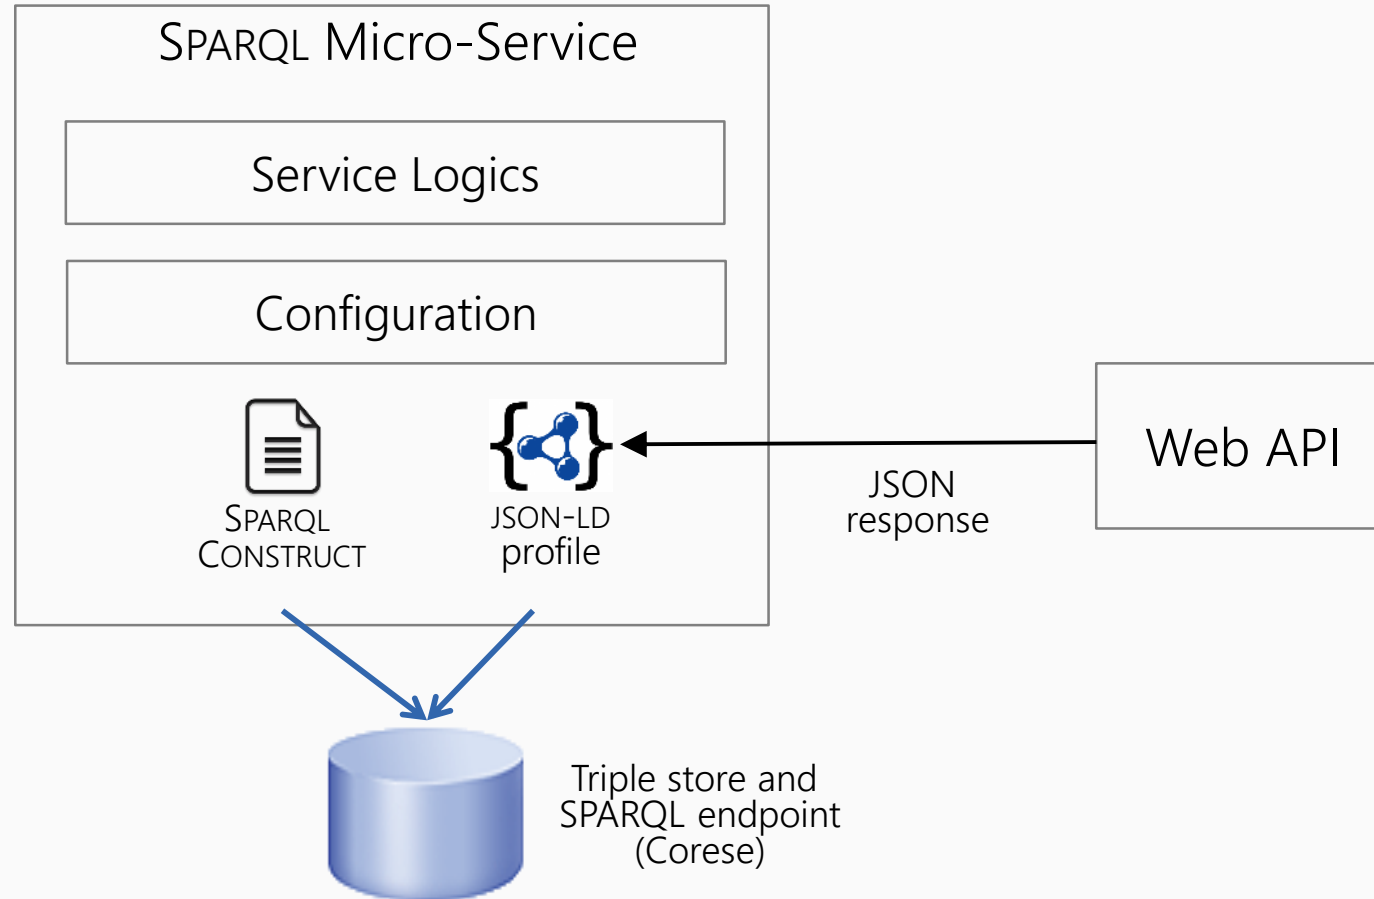 SPARQL Micro-Service
Service Logics
Configuration
SPARQL
CONSTRUCT
JSON-LD
profile
JSON
response
Web API
Triple store and
SPARQL endpoint
(Corese)